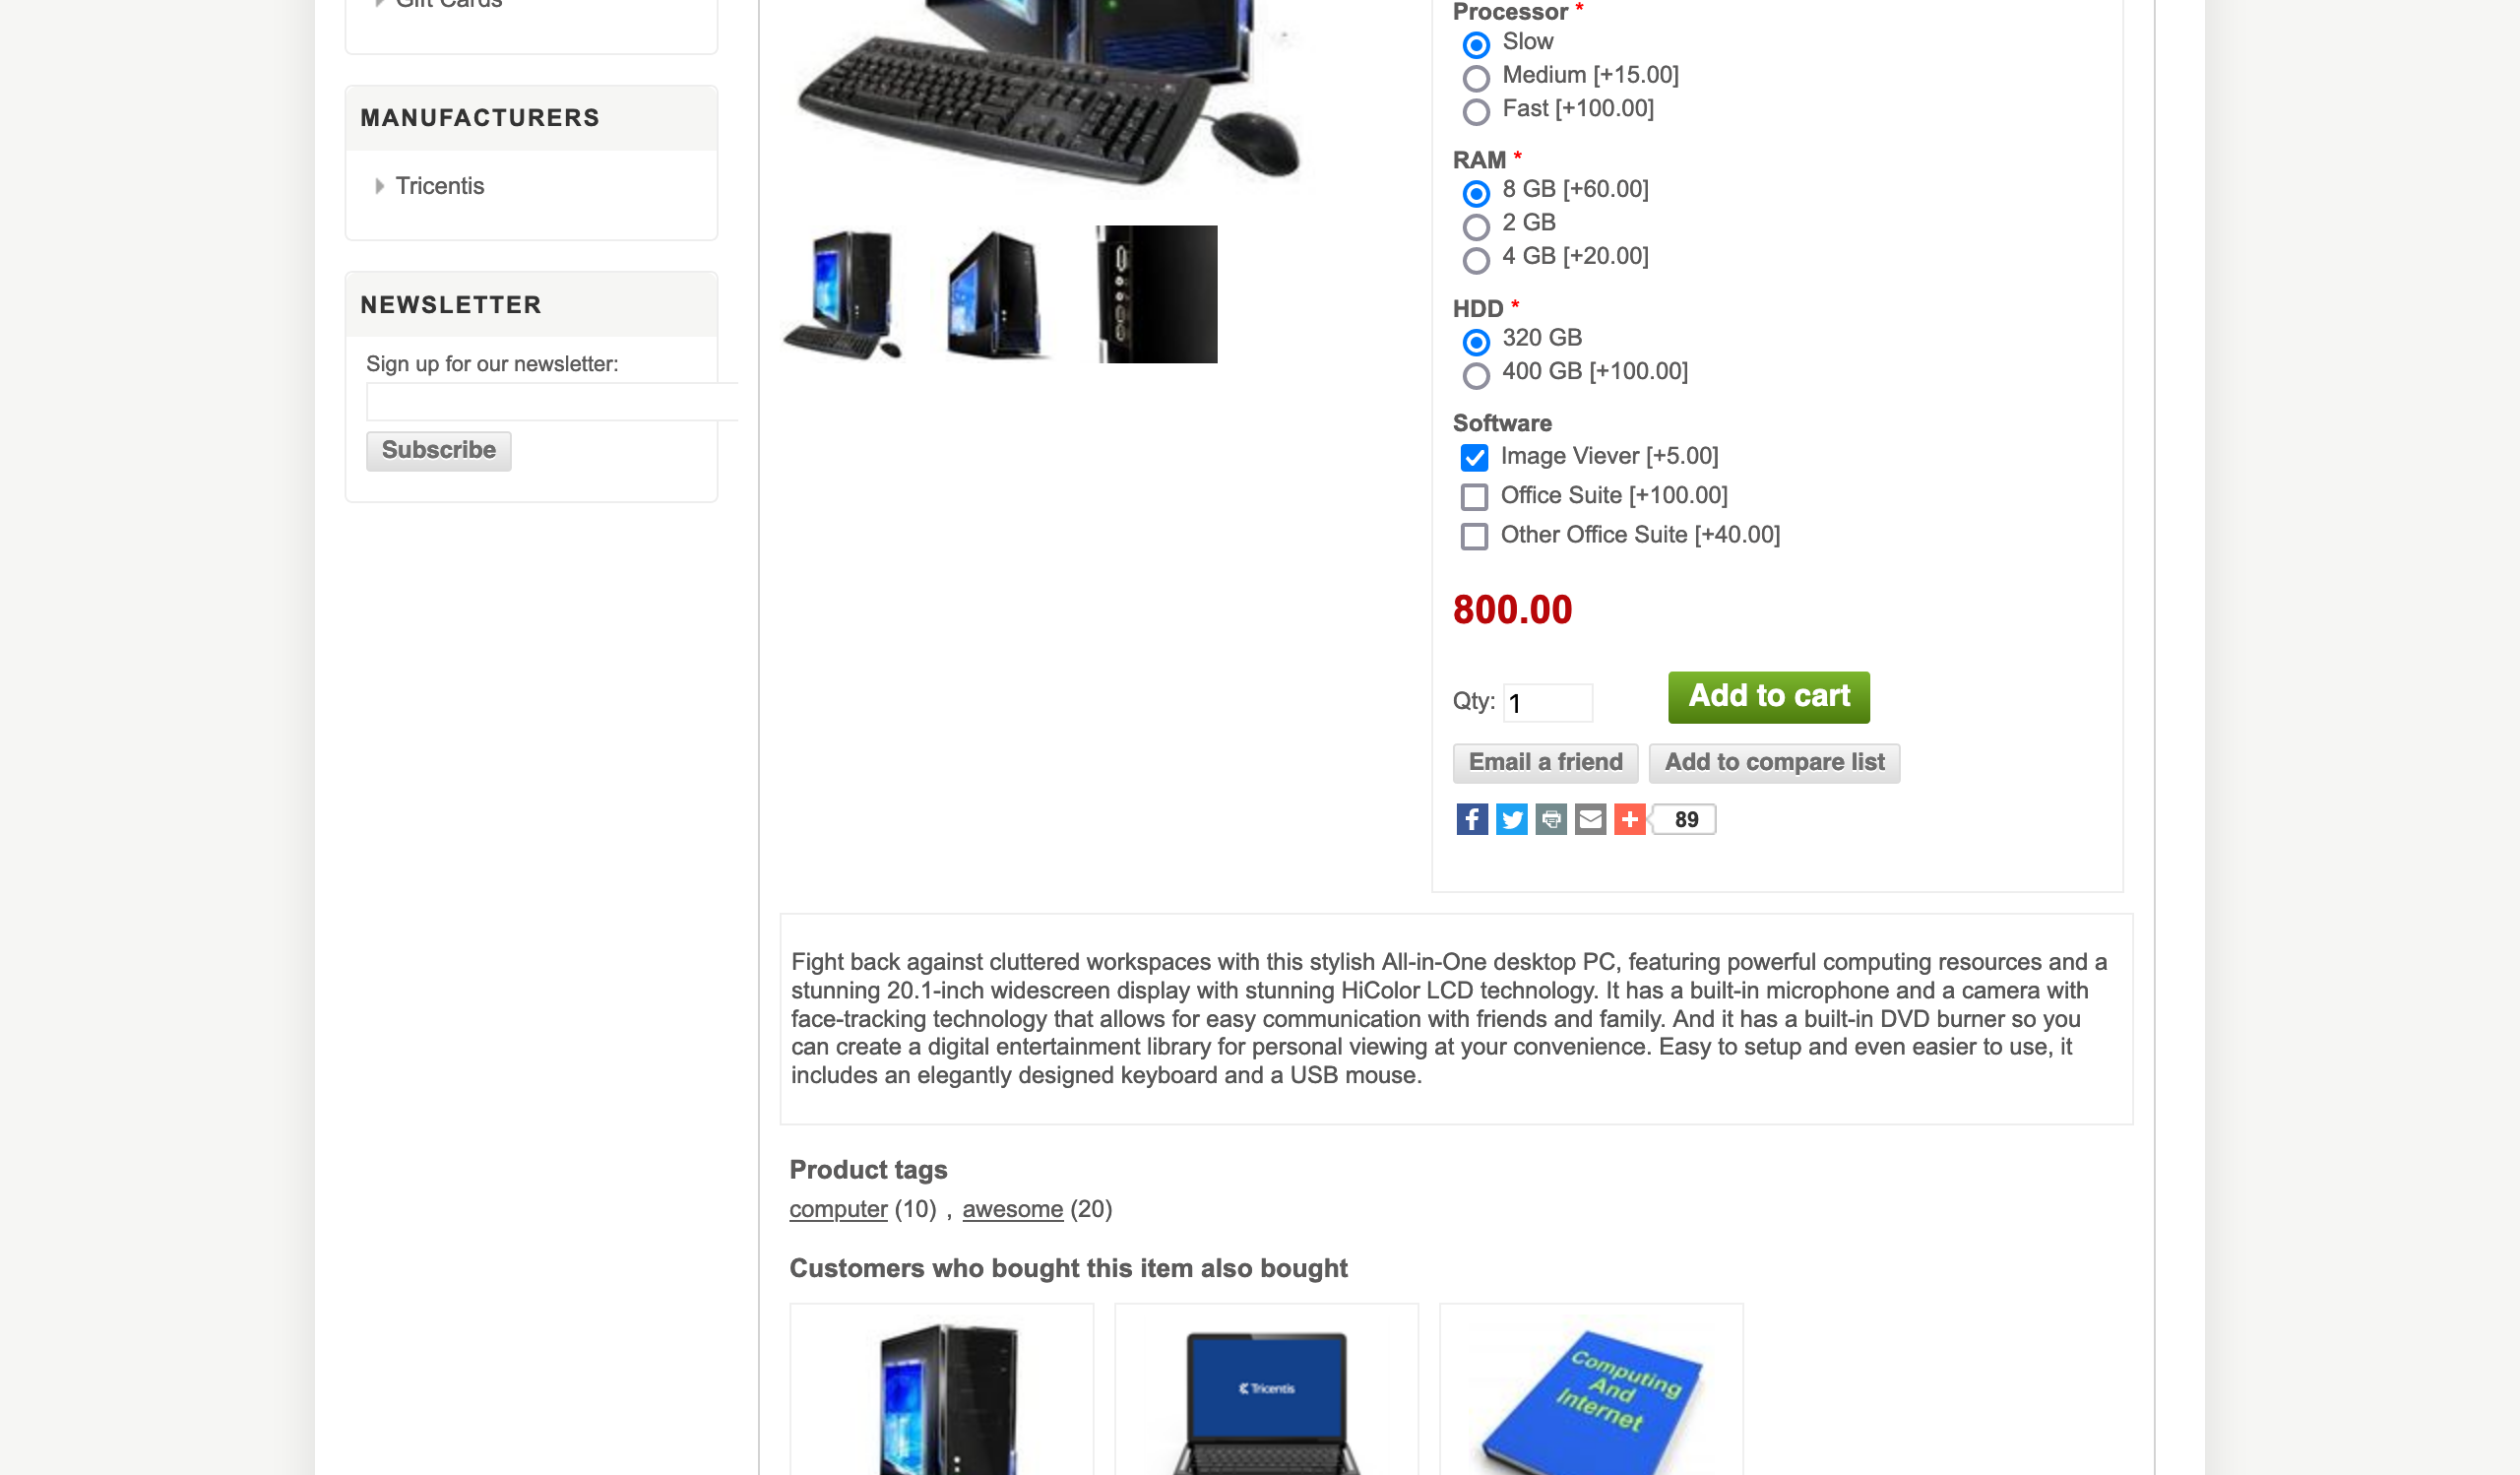 Gift Cards
MANUFACTURERS
Tricentis
NEWSLETTER
Sign up for our newsletter:
Subscribe
Processor *
Slow
Medium [+15.00]
Fast [+100.00]
RAM *
8 GB [+60.00]
2 GB
4 GB [+20.00]
HDD *
320 GB
400 GB [+100.00]
Software
Image Viever [+5.00]
Office Suite [+100.00]
Other Office Suite [+40.00]
800.00
Qty: 1
Add to cart
Email a friend
Add to compare list
89
Fight back against cluttered workspaces with this stylish All-in-One desktop PC, featuring powerful computing resources and a
stunning 20.1-inch widescreen display with stunning HiColor LCD technology. It has a built-in microphone and a camera with
face-tracking technology that allows for easy communication with friends and family. And it has a built-in DVD burner so you
can create a digital entertainment library for personal viewing at your convenience. Easy to setup and even easier to use, it
includes an elegantly designed keyboard and a USB mouse.
Product tags
computer (10) , awesome (20)
Customers who bought this item also bought
Tricentis
Computing
And
Internet